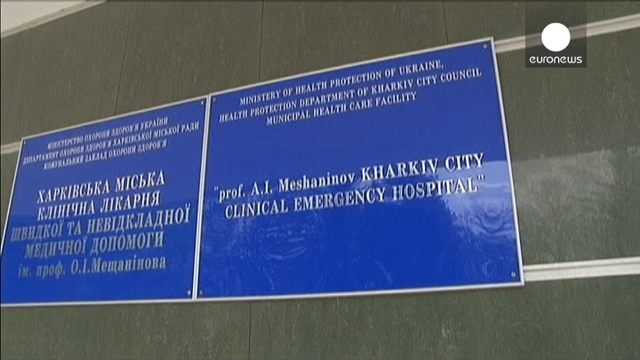 МІНІСТЕРСТВО ОХОРОНИ ЗДОРОВ'Я УКРАЇНИ
ДЕПАРТАМЕНТ ОХОРОНИ ЗДОРОВ'Я ХАРКІВСЬКОЇ МІСЬКОЇ РАДИ
КОМУНАЛЬНИЙ ЗАКЛАД ОХОРОНИ ЗДОРОВ'Я
ХАРКІВСЬКА МІСЬКА
КЛІНІЧНА ЛІКАРНЯ
ШВИДКОЇ ТА НЕВІДКЛАДНОЇ
МЕДИЧНОЇ ДОПОМОГИ
ім. проф. О.І.Мещанінова
MINISTRY OF HEALTH PROTECTION OF UKRAINE,
HEALTH PROTECTION DEPARTMENT OF KHARKIV CITY COUNCIL
MUNICIPAL HEALTH CARE FACILITY
"prof. A.I. Meshaninov KHARKIV CITY
CLINICAL EMERGENCY HOSPITAL"
euronews